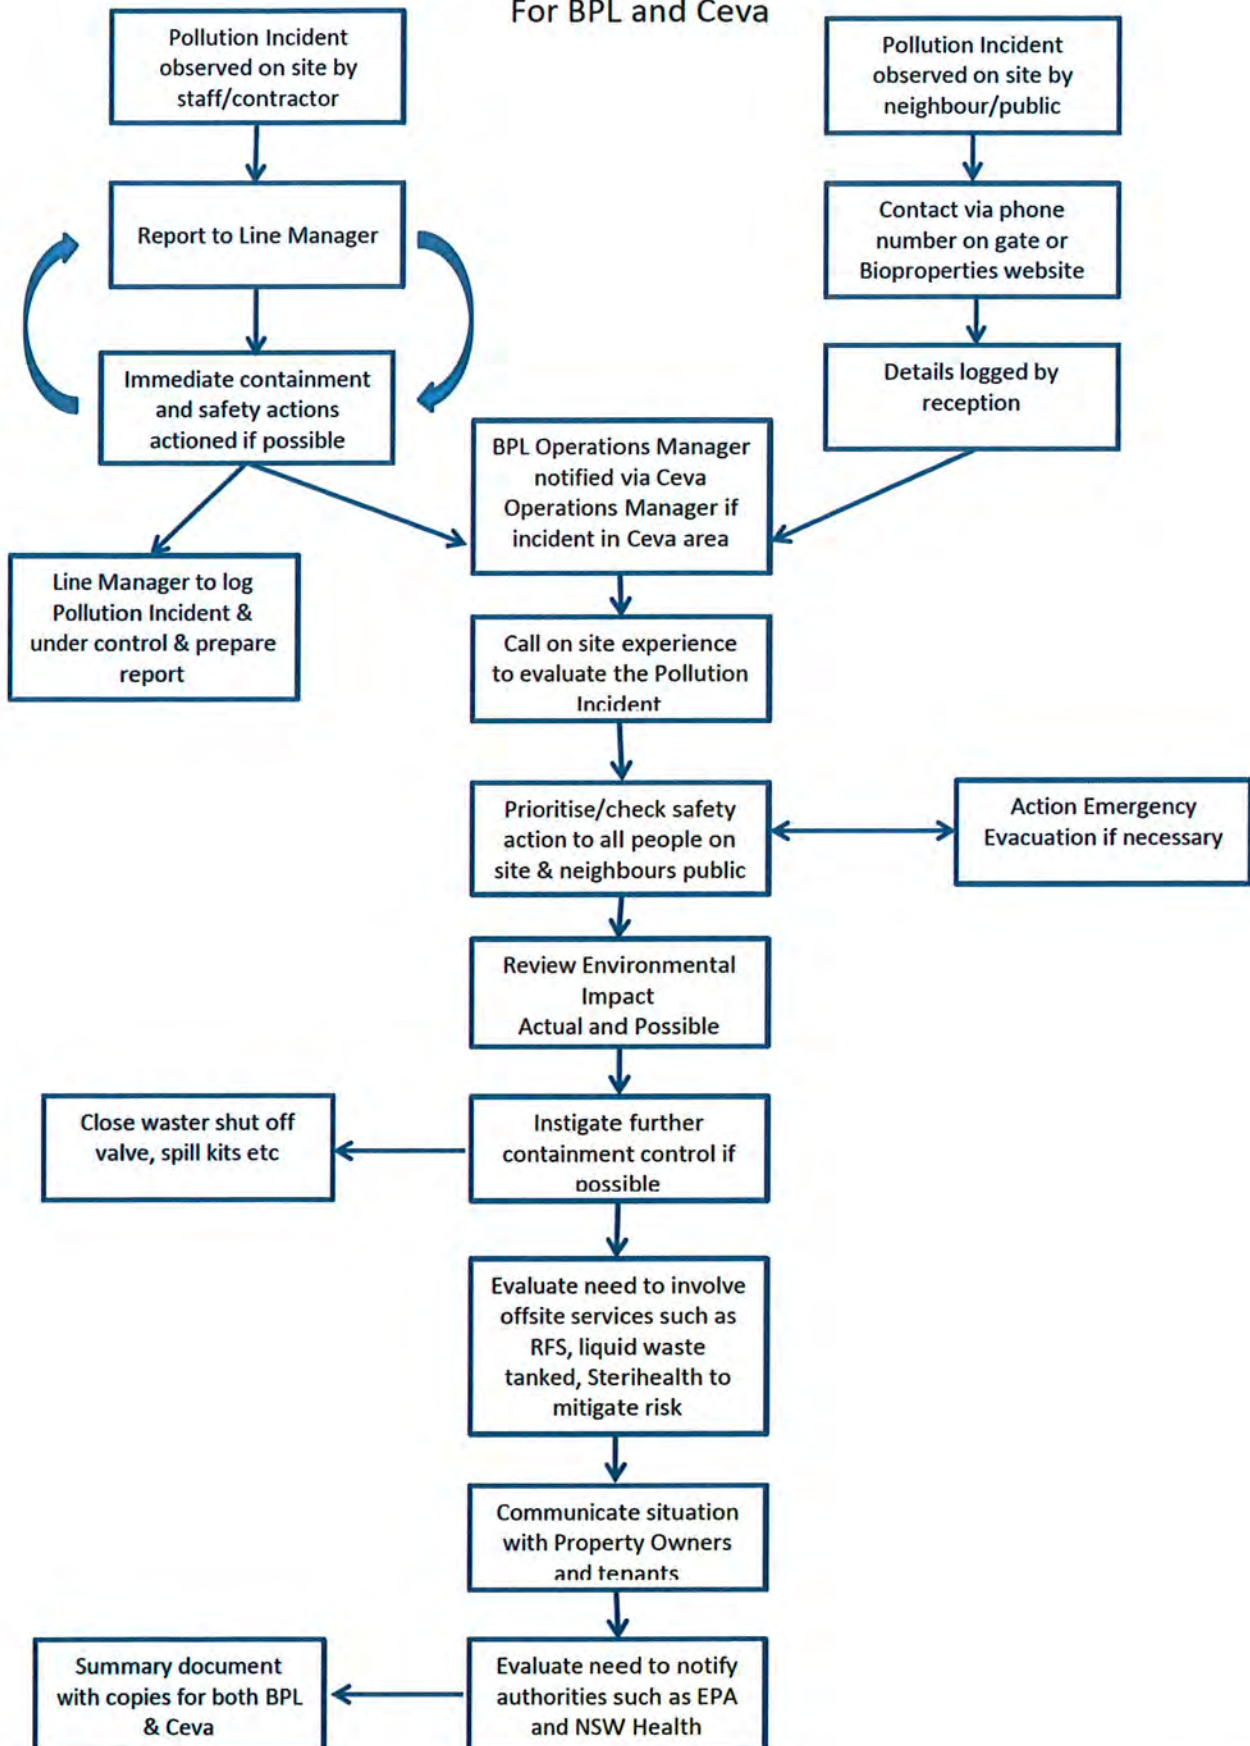 For BPL and Ceva
Pollution Incident
observed on site by
staff/contractor
Pollution Incident
observed on site by
neighbour/public
Report to Line Manager
Contact via phone
number on gate or
Bioproperties website
Immediate containment
and safety actions
actioned if possible
Details logged by
reception
BPL Operations Manager
notified via Ceva
Operations Manager if
incident in Ceva area
Line Manager to log
Pollution Incident &
under control & prepare
report
Call on site experience
to evaluate the Pollution
Incident
Prioritise/check safety
action to all people on
site & neighbours public
Action Emergency
Evacuation if necessary
Review Environmental
Impact
Actual and Possible
Close waster shut off
valve, spill kits etc
Instigate further
containment control if
possible
Evaluate need to involve
offsite services such as
RFS, liquid waste
tanked, Sterihealth to
mitigate risk
Communicate situation
with Property Owners
and tenants
Summary document
with copies for both BPL
& Ceva
Evaluate need to notify
authorities such as EPA
and NSW Health